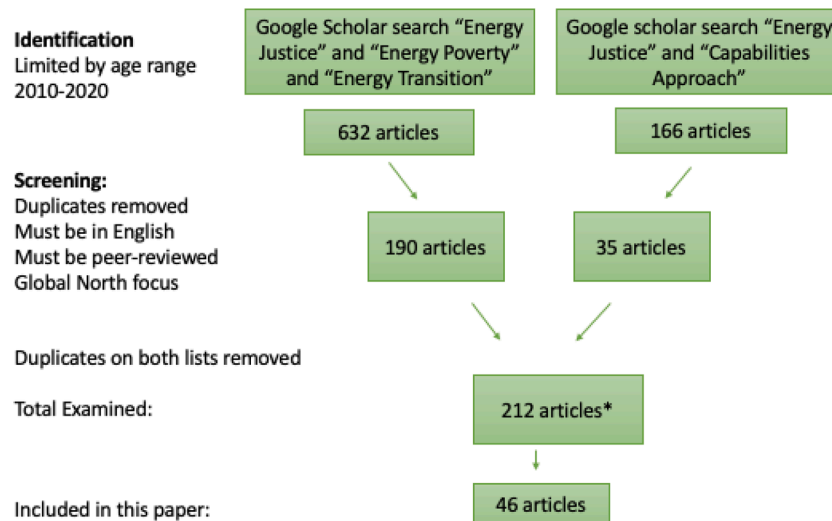 Identification
Limited by age range
2010-2020
Google Scholar search “Energy
Justice” and “Energy Poverty”
and “Energy Transition”
Google scholar search “Energy
Justice” and “Capabilities
Approach”
632 articles
166 articles
Screening:
Duplicates removed
Must be in English
Must be peer-reviewed
Global North focus
190 articles
35 articles
Duplicates on both lists removed
Total Examined:
212 articles*
Included in this paper:
46 articles